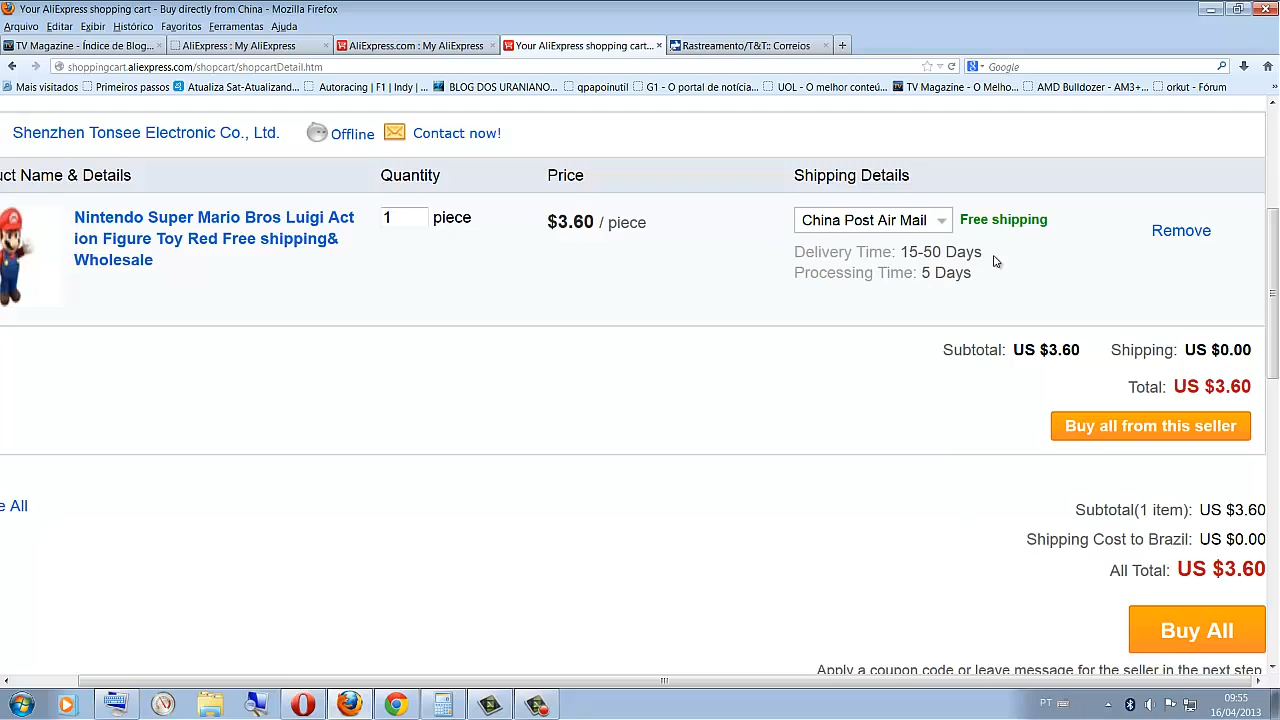 Your AliExpress shopping cart - Buy directly from China - Mozilla Firefox
Arquivo Editar Exibir Histórico Favoritos Ferramentas Ajuda
TV Magazine - Índice de Blog... AliExpress : My AliExpress AliExpress.com : My AliExpress Your AliExpress shopping cart... Rastreamento/T&T:: Correios
shoppingcart.aliexpress.com/shopcart/shopcartDetail.htm Google
Mais visitados Primeiros passos Atualiza Sat-Atualizand... Autoracing | F1 | Indy | ... BLOG DOS URANIANO... qpapoinutil G1 - O portal de notícia... UOL - O melhor conteú... TV Magazine - O Melho... AMD Bulldozer - AM3+... orkut - Fórum
Shenzhen Tonsee Electronic Co., Ltd. Offline Contact now!
uct Name & Details Quantity Price Shipping Details
Nintendo Super Mario Bros Luigi Act
ion Figure Toy Red Free shipping&
Wholesale
1 piece
$3.60 / piece
China Post Air Mail Free shipping
Delivery Time: 15-50 Days
Processing Time: 5 Days
Remove
Subtotal: US $3.60 Shipping: US $0.00
Total: US $3.60
Buy all from this seller
e All
Subtotal(1 item): US $3.60
Shipping Cost to Brazil: US $0.00
All Total: US $3.60
Buy All
Apply a coupon code or leave message for the seller in the next step
PT 09:55
16/04/2013